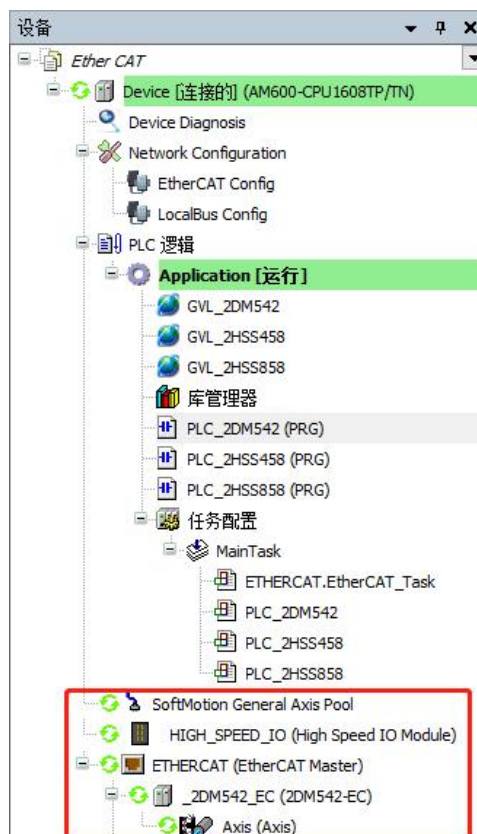 设备
Ether CAT
Device [连接的] (AM600-CPU1608TP/TN)
Device Diagnosis
Network Configuration
EtherCAT Config
LocalBus Config
PLC 逻辑
Application [运行]
GVL_2DM542
GVL_2HSS458
GVL_2HSS858
库管理器
PLC_2DM542 (PRG)
PLC_2HSS458 (PRG)
PLC_2HSS858 (PRG)
任务配置
MainTask
ETHERCAT.EtherCAT_Task
PLC_2DM542
PLC_2HSS458
PLC_2HSS858
SoftMotion General Axis Pool
HIGH_SPEED_IO (High Speed IO Module)
ETHERCAT (EtherCAT Master)
_2DM542_EC (2DM542-EC)
Axis (Axis)